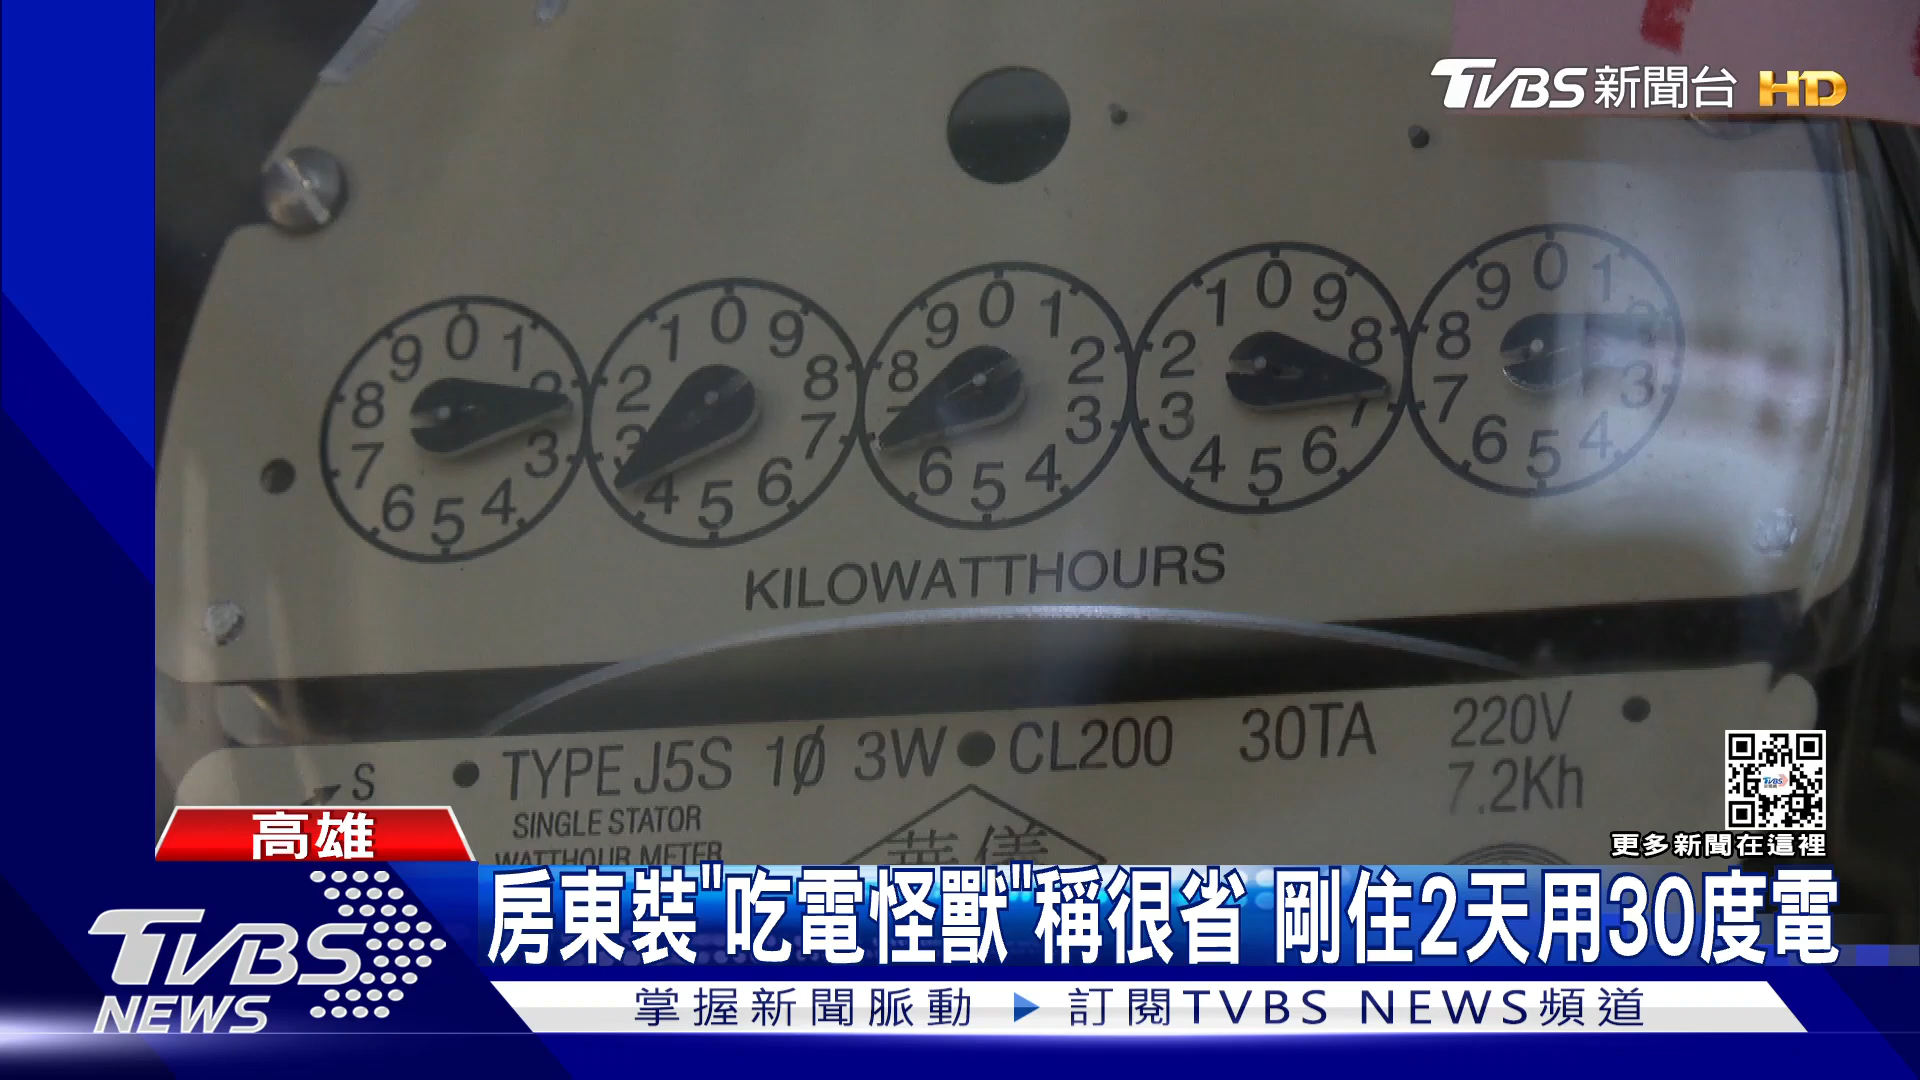 TVBS新聞台 HD
9 0 1 2 3 4 5 6 7 8
1 0 9 8 7 6 5 4 3 2
9 0 1 2 3 4 5 6 7 8
1 0 9 8 7 6 5 4 3 2
9 0 1 2 3 4 5 6 7 8
KILOWATTHOURS
S
TYPE J5S 1Ø 3W CL200 30TA 220V
7.2Kh
SINGLE STATOR
WATTHOUR METER
華儀
更多新聞在這裡
高雄
房東裝"吃電怪獸"稱很省 剛住2天用30度電
TVBS
NEWS
掌握新聞脈動 ▶ 訂閱TVBS NEWS頻道